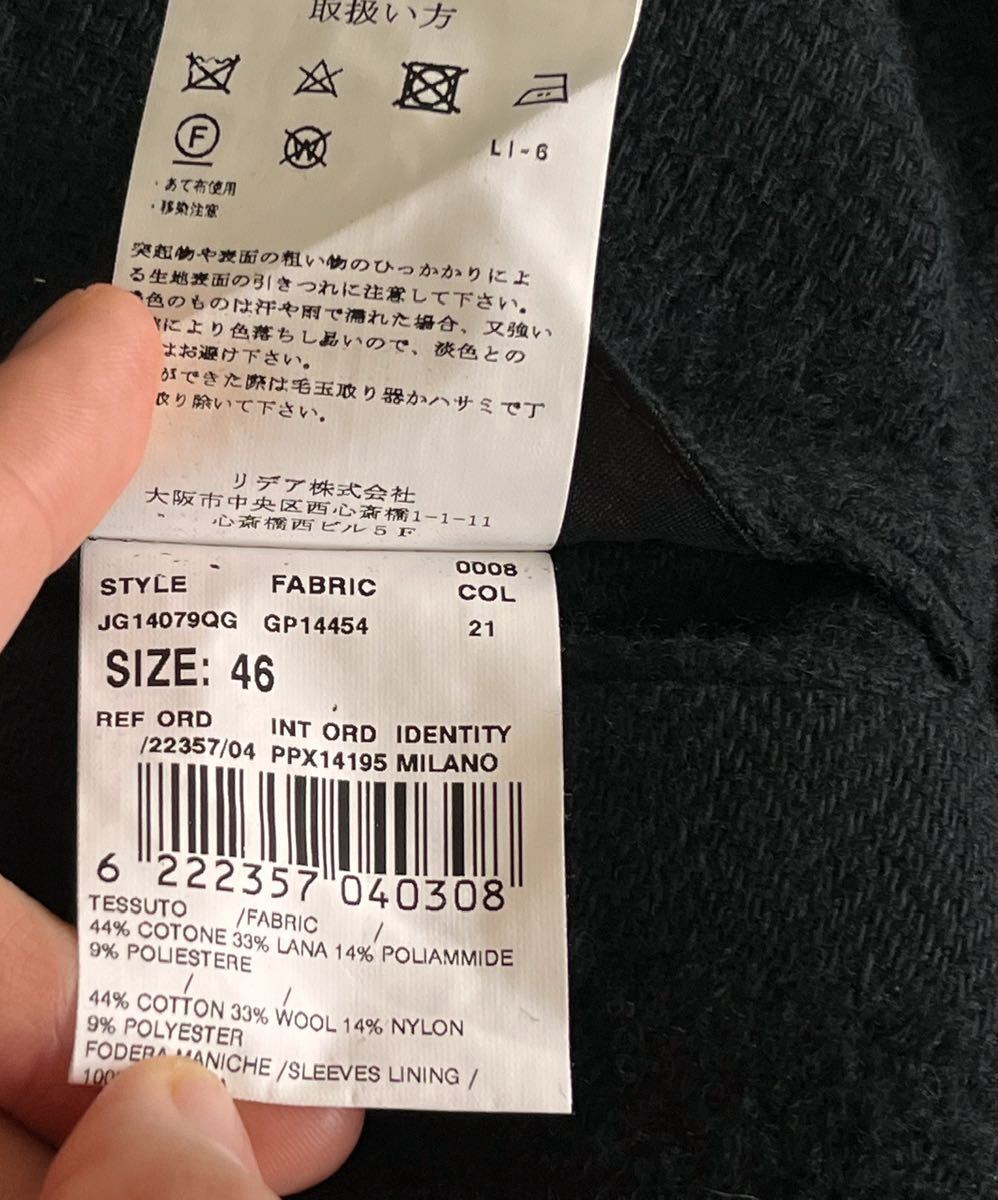 取扱い方
F
W
LI-6
・あて布使用
・移染注意
突起物や表面の粗い物のひっかかりによ
る生地表面の引きつれに注意して下さい。
色のものは汗や雨で濡れた場合、又強い
により色落ちし易いので、淡色との
はお避け下さい。
ができた際は毛玉取り器かハサミで丁
取り除いて下さい。
リデア株式会社
大阪市中央区西心斎橋1-1-11
心斎橋西ビル5F
0008
STYLE FABRIC COL
JG14079QG GP14454 21
SIZE: 46
REF ORD INT ORD IDENTITY
/22357/04 PPX14195 MILANO
6 222357 040308
TESSUTO /FABRIC /
44% COTONE 33% LANA 14% POLIAMMIDE
9% POLIESTERE
/ /
44% COTTON 33% WOOL 14% NYLON
9% POLYESTER
FODERA MANICHE /SLEEVES LINING /